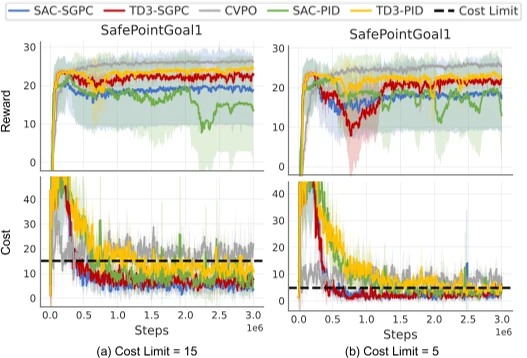 SAC-SGPC TD3-SGPC CVPO SAC-PID TD3-PID Cost Limit
SafePointGoal1 SafePointGoal1
Reward
30
20
10
0
30
20
10
0
Cost
40
30
20
10
0
40
30
20
10
0
0.0 0.5 1.0 1.5 2.0 2.5 3.0
Steps 1e6
0.0 0.5 1.0 1.5 2.0 2.5 3.0
Steps 1e6
(a) Cost Limit = 15 (b) Cost Limit = 5